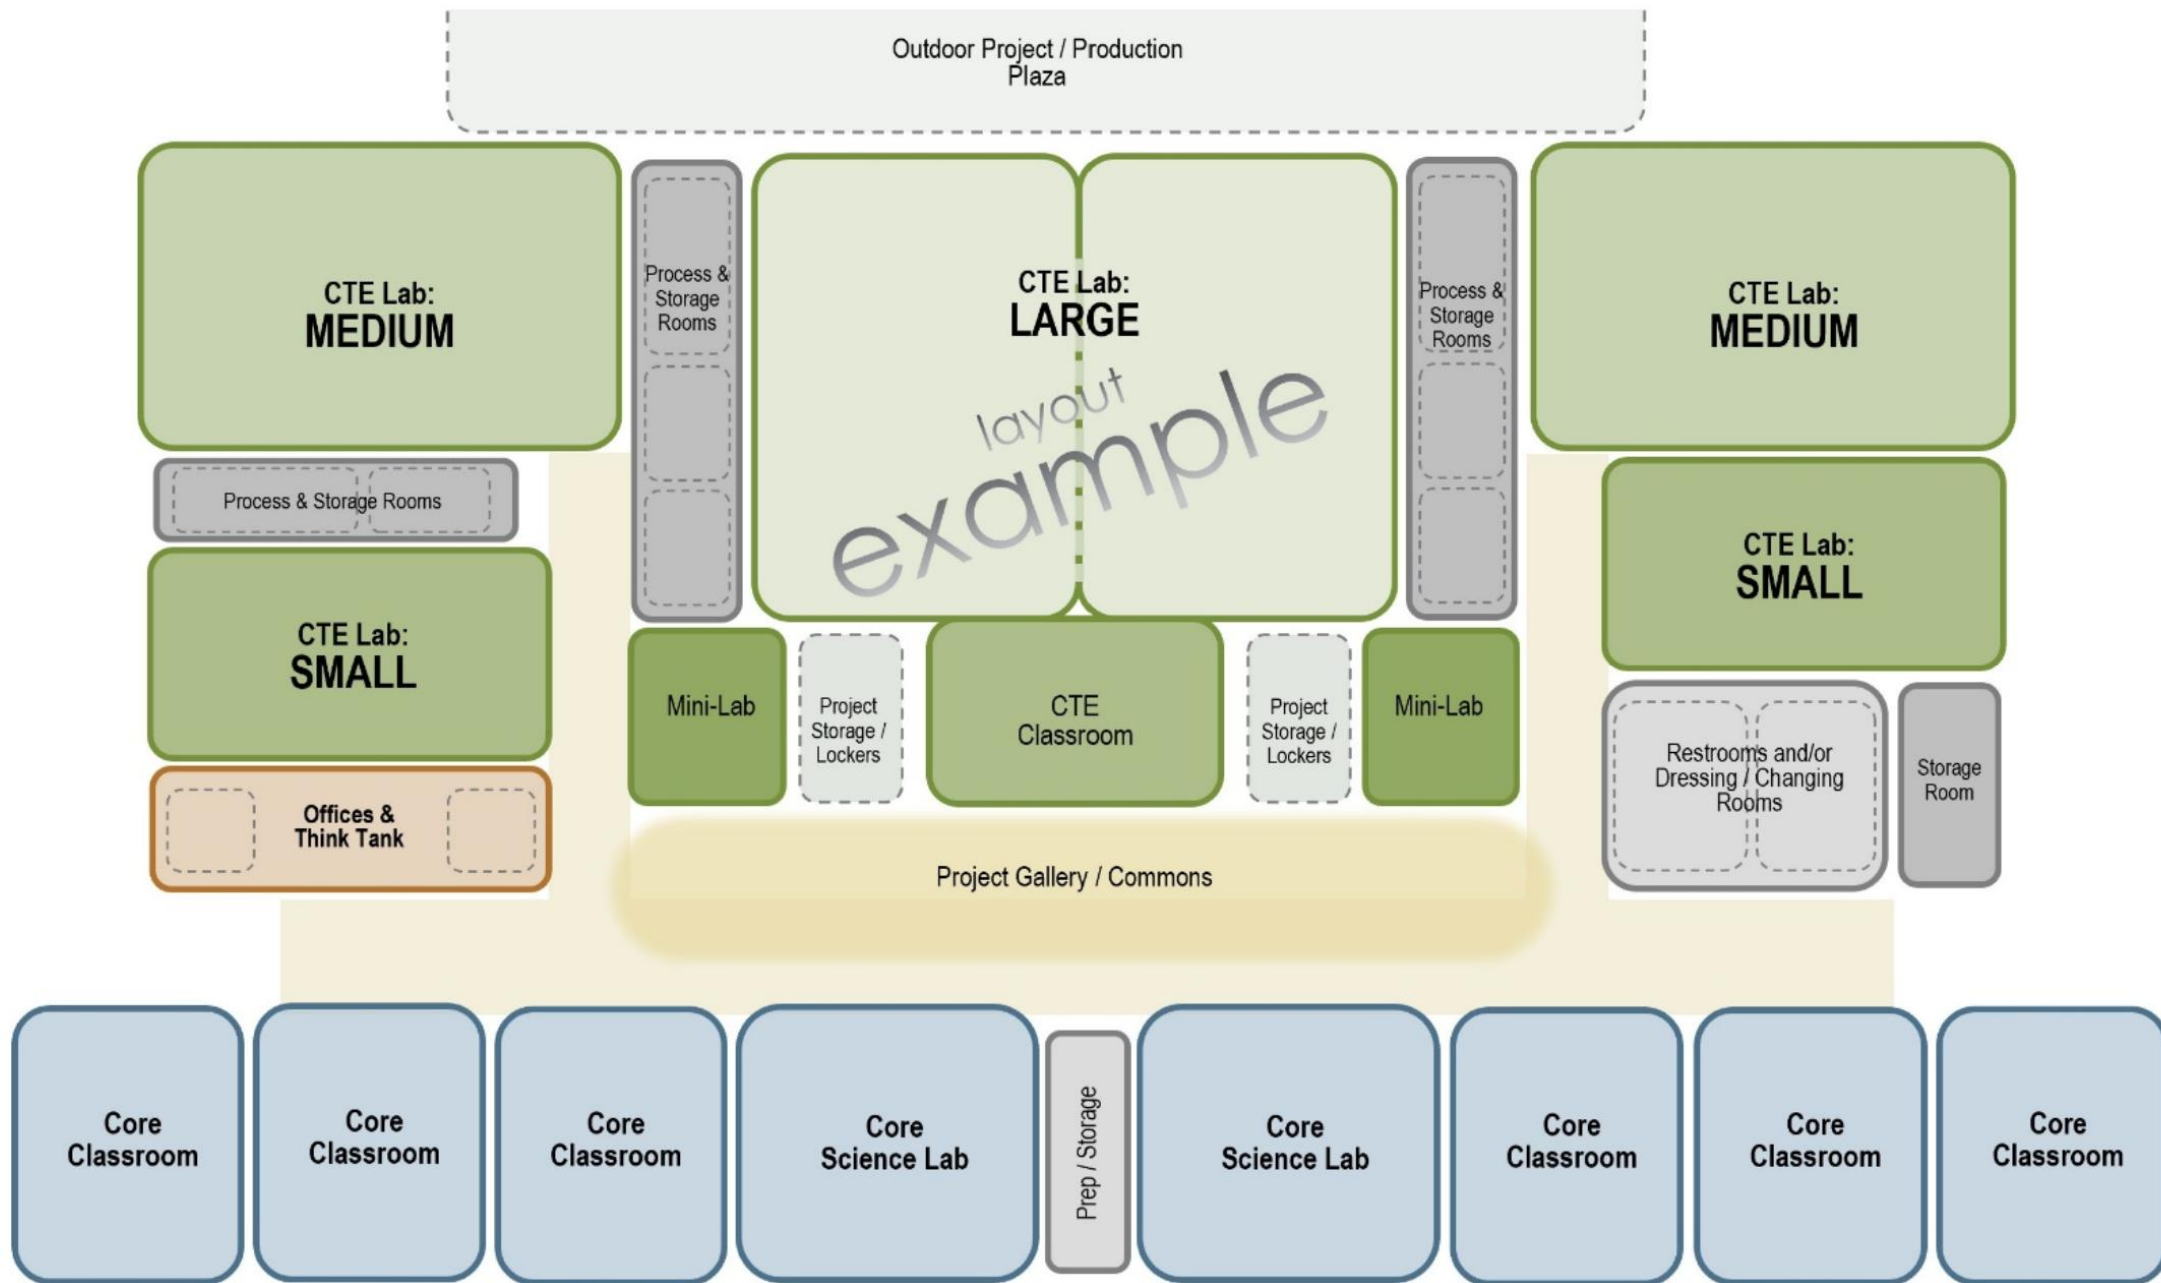 Outdoor Project / Production
Plaza
CTE Lab:
MEDIUM
Process &
Storage
Rooms
CTE Lab:
LARGE
Process &
Storage
Rooms
CTE Lab:
MEDIUM
layout
example
Process & Storage Rooms
CTE Lab:
SMALL
CTE Lab:
SMALL
Mini-Lab
Project
Storage /
Lockers
CTE
Classroom
Project
Storage /
Lockers
Mini-Lab
Restrooms and/or
Dressing / Changing
Rooms
Storage
Room
Offices &
Think Tank
Project Gallery / Commons
Core
Classroom
Core
Classroom
Core
Classroom
Core
Science Lab
Prep / Storage
Core
Science Lab
Core
Classroom
Core
Classroom
Core
Classroom